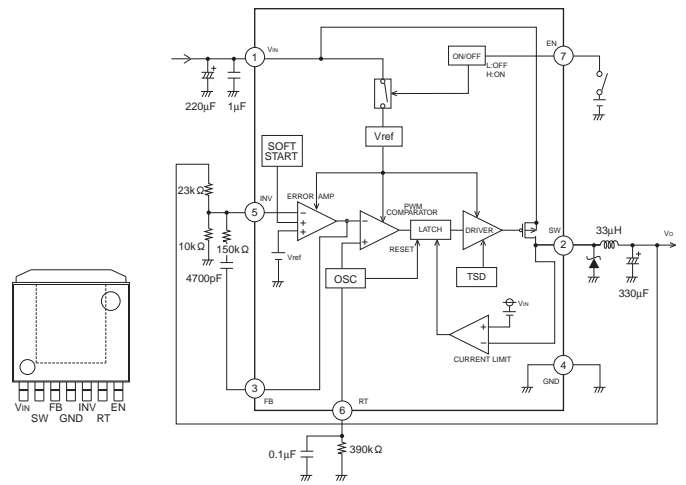 VIN
1
220µF
1µF
ON/OFF
EN
7
L:OFF
H:ON
Vref
SOFT
START
23kΩ
INV
5
ERROR AMP
PWM
COMPARATOR
LATCH
DRIVER
SW
2
33µH
VO
10kΩ
150kΩ
4700pF
Vref
OSC
RESET
TSD
330µF
VIN
CURRENT LIMIT
4
GND
3
FB
6
RT
0.1µF
390kΩ
VIN FB INV EN
SW GND RT